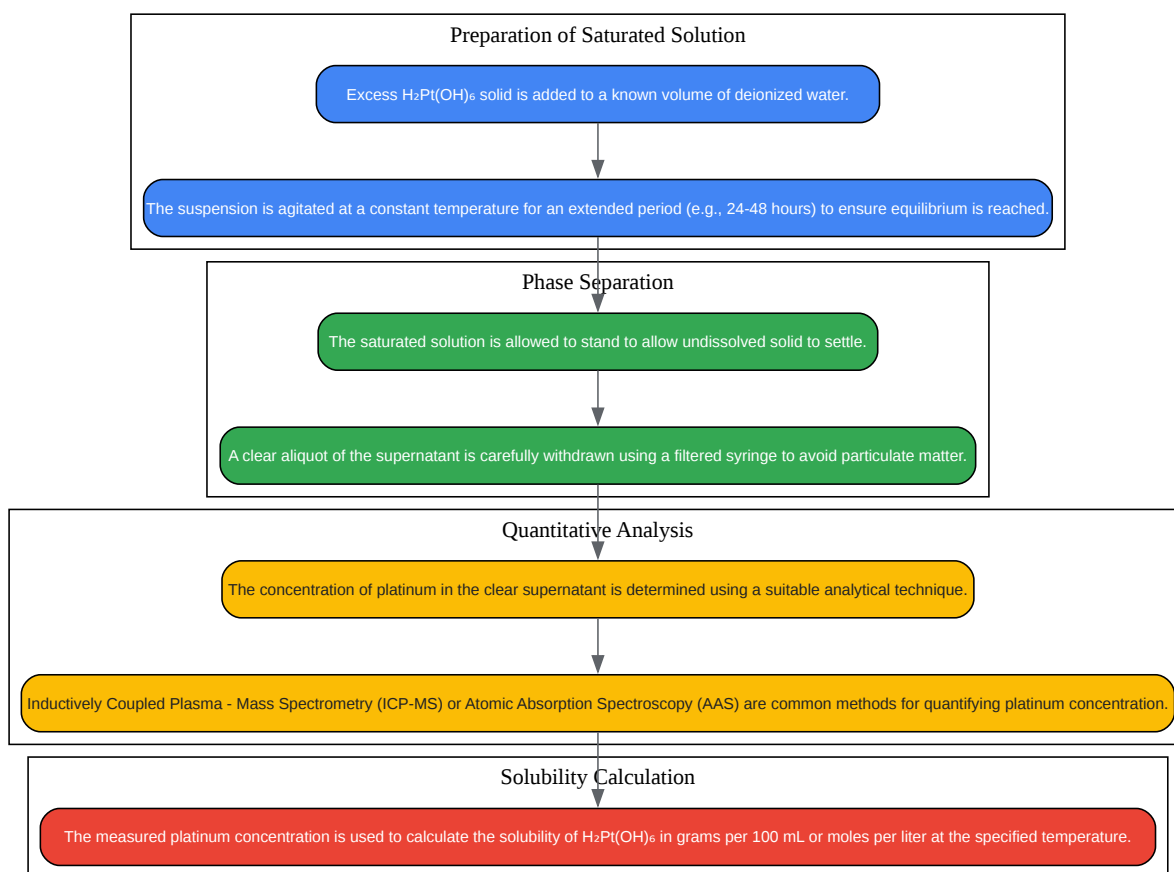 Preparation of Saturated Solution
Excess H₂Pt(OH)₆ solid is added to a known volume of deionized water.
The suspension is agitated at a constant temperature for an extended period (e.g., 24-48 hours) to ensure equilibrium is reached.
Phase Separation
The saturated solution is allowed to stand to allow undissolved solid to settle.
A clear aliquot of the supernatant is carefully withdrawn using a filtered syringe to avoid particulate matter.
Quantitative Analysis
The concentration of platinum in the clear supernatant is determined using a suitable analytical technique.
Inductively Coupled Plasma - Mass Spectrometry (ICP-MS) or Atomic Absorption Spectroscopy (AAS) are common methods for quantifying platinum concentration.
Solubility Calculation
The measured platinum concentration is used to calculate the solubility of H₂Pt(OH)₆ in grams per 100 mL or moles per liter at the specified temperature.